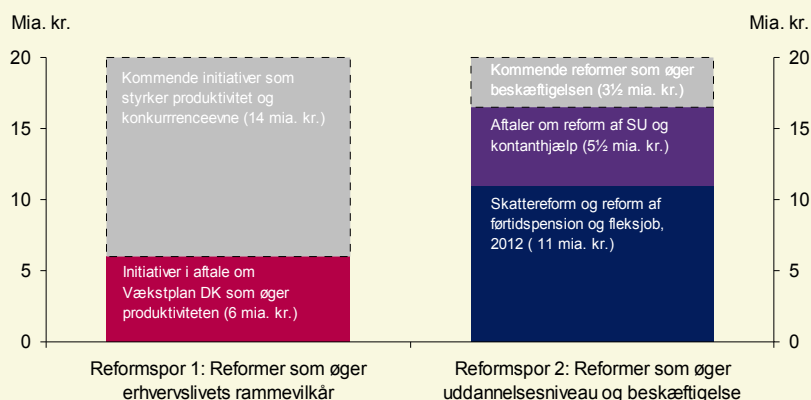 Mia. kr.
Mia. kr.
20
15
10
5
0
Kommende initiativer som
styrker produktivitet og
konkurrrenceevne (14 mia. kr.)
Initiativer i aftale om
Vækstplan DK som øger
produktiviteten (6 mia. kr.)
Kommende reformer som øger
beskæftigelsen (3½ mia. kr.)
Aftaler om reform af SU og
kontanthjælp (5½ mia. kr.)
Skattereform og reform af
førtidspension og fleksjob,
2012 ( 11 mia. kr.)
20
15
10
5
0
Reformspor 1: Reformer som øger
erhvervslivets rammevilkår
Reformspor 2: Reformer som øger
uddannelsesniveau og beskæftigelse